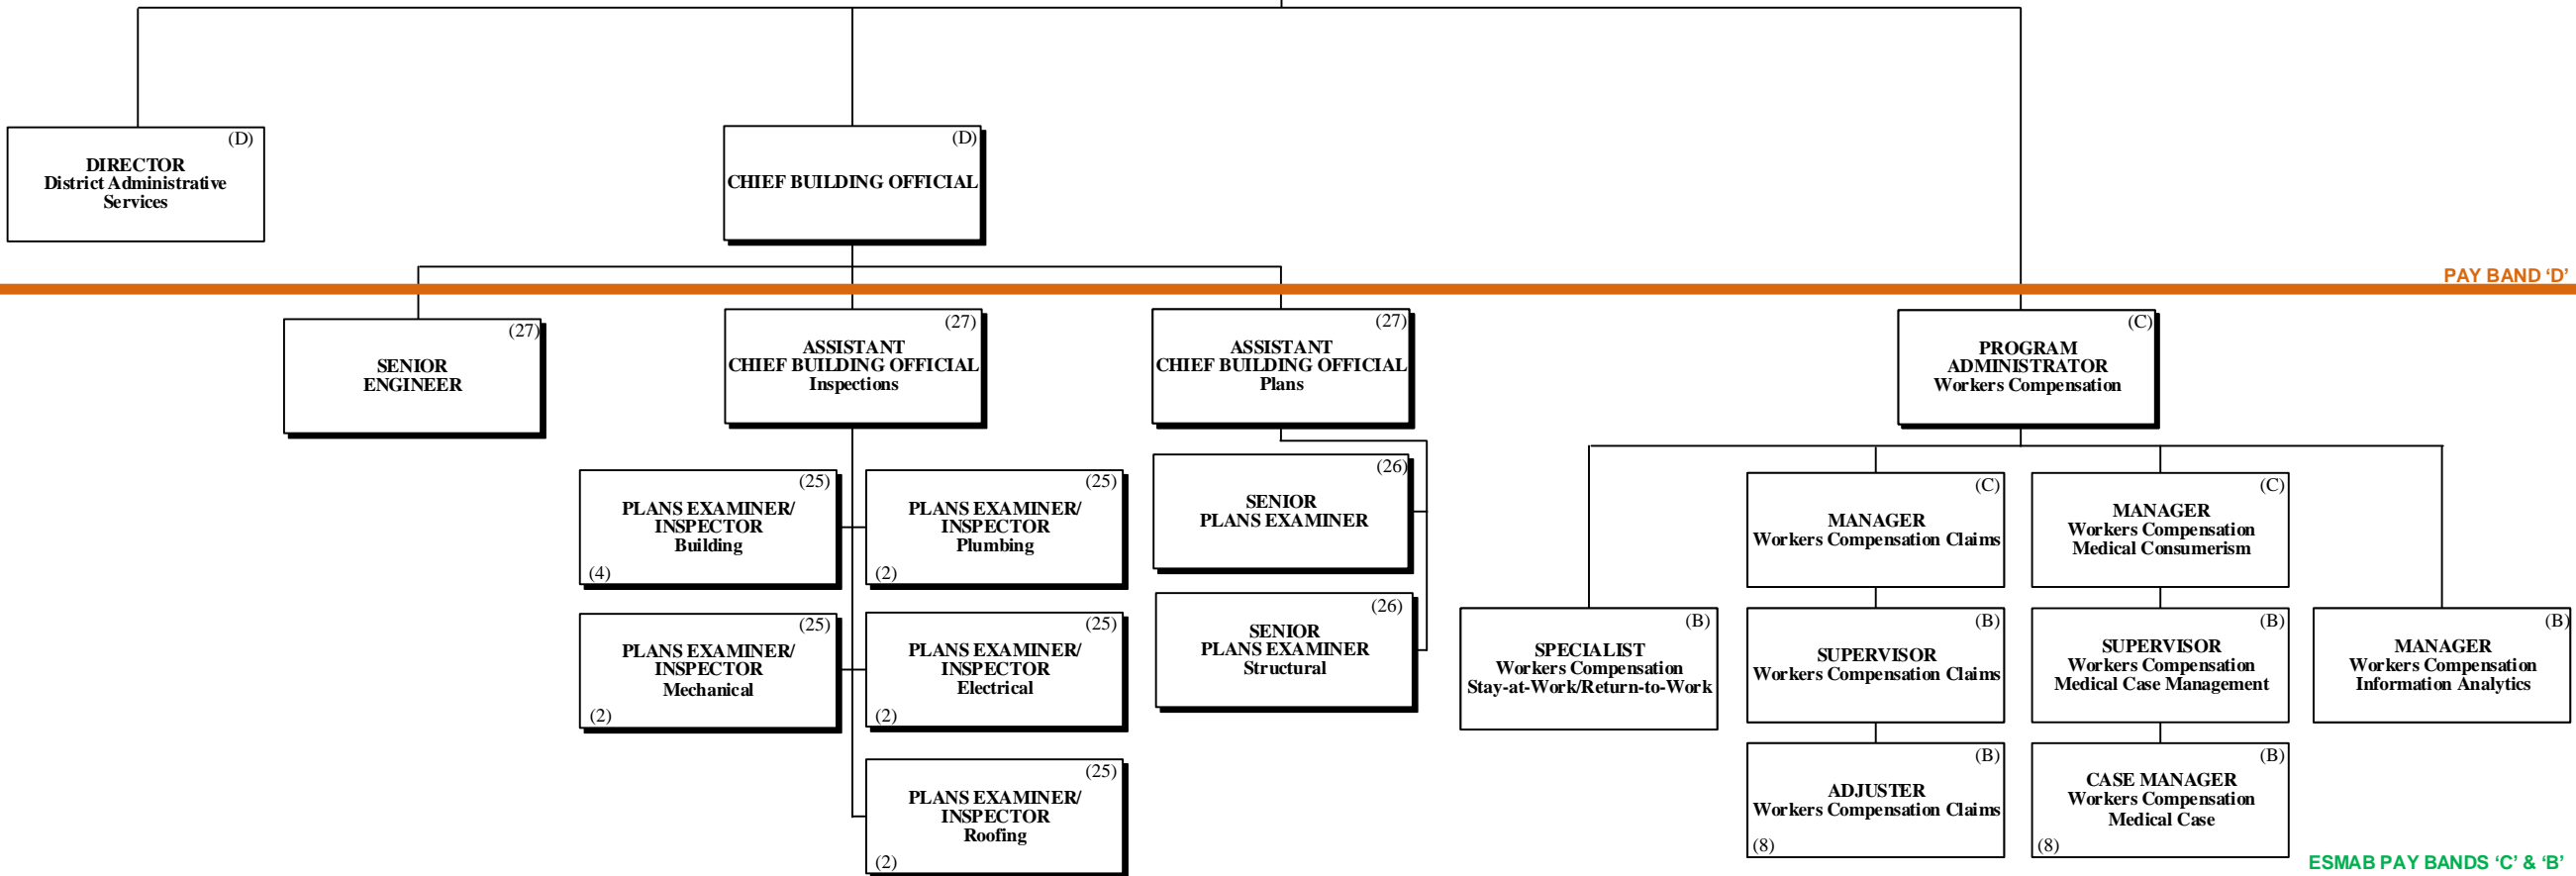 (D)
DIRECTOR
District Administrative
Services
(D)
CHIEF BUILDING OFFICIAL
PAY BAND ‘D’
(27)
SENIOR
ENGINEER
(27)
ASSISTANT
CHIEF BUILDING OFFICIAL
Inspections
(27)
ASSISTANT
CHIEF BUILDING OFFICIAL
Plans
(C)
PROGRAM
ADMINISTRATOR
Workers Compensation
(25)
PLANS EXAMINER/
INSPECTOR
Building
(4)
(25)
PLANS EXAMINER/
INSPECTOR
Plumbing
(2)
(26)
SENIOR
PLANS EXAMINER
(C)
MANAGER
Workers Compensation Claims
(C)
MANAGER
Workers Compensation
Medical Consumerism
(25)
PLANS EXAMINER/
INSPECTOR
Mechanical
(2)
(25)
PLANS EXAMINER/
INSPECTOR
Electrical
(2)
(26)
SENIOR
PLANS EXAMINER
Structural
(B)
SPECIALIST
Workers Compensation
Stay-at-Work/Return-to-Work
(B)
SUPERVISOR
Workers Compensation Claims
(B)
SUPERVISOR
Workers Compensation
Medical Case Management
(B)
MANAGER
Workers Compensation
Information Analytics
(25)
PLANS EXAMINER/
INSPECTOR
Roofing
(2)
(B)
ADJUSTER
Workers Compensation Claims
(8)
(B)
CASE MANAGER
Workers Compensation
Medical Case
(8)
ESMAB PAY BANDS ‘C’ & ‘B’